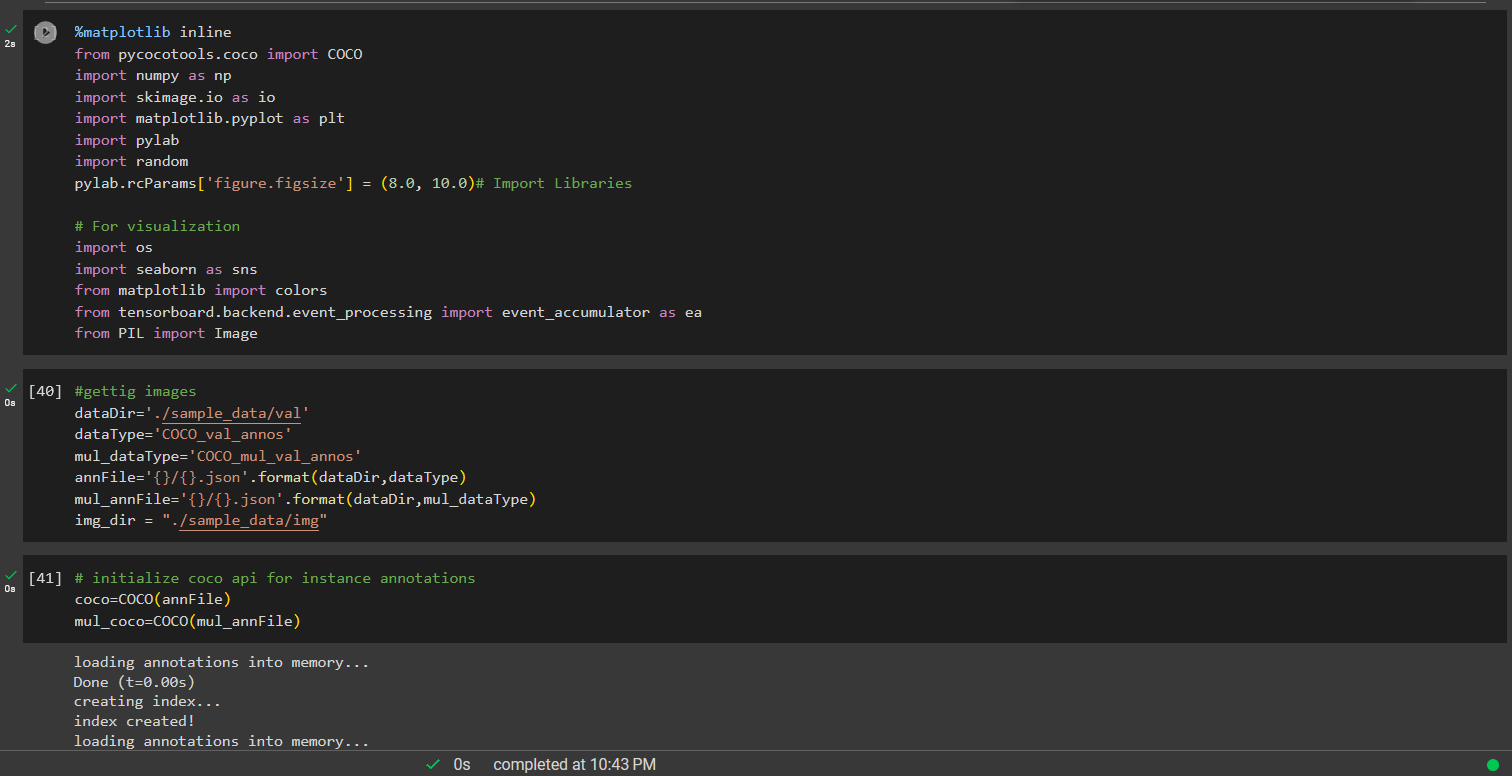 2s
%matplotlib inline
from pycocotools.coco import COCO
import numpy as np
import skimage.io as io
import matplotlib.pyplot as plt
import pylab
import random
pylab.rcParams['figure.figsize'] = (8.0, 10.0)# Import Libraries
# For visualization
import os
import seaborn as sns
from matplotlib import colors
from tensorboard.backend.event_processing import event_accumulator as ea
from PIL import Image
0s
[40] #gettig images
dataDir='./sample_data/val'
dataType='COCO_val_annos'
mul_dataType='COCO_mul_val_annos'
annFile='{}/{}.json'.format(dataDir,dataType)
mul_annFile='{}/{}.json'.format(dataDir,mul_dataType)
img_dir = "./sample_data/img"
0s
[41] # initialize coco api for instance annotations
coco=COCO(annFile)
mul_coco=COCO(mul_annFile)
loading annotations into memory...
Done (t=0.00s)
creating index...
index created!
loading annotations into memory...
0s completed at 10:43 PM